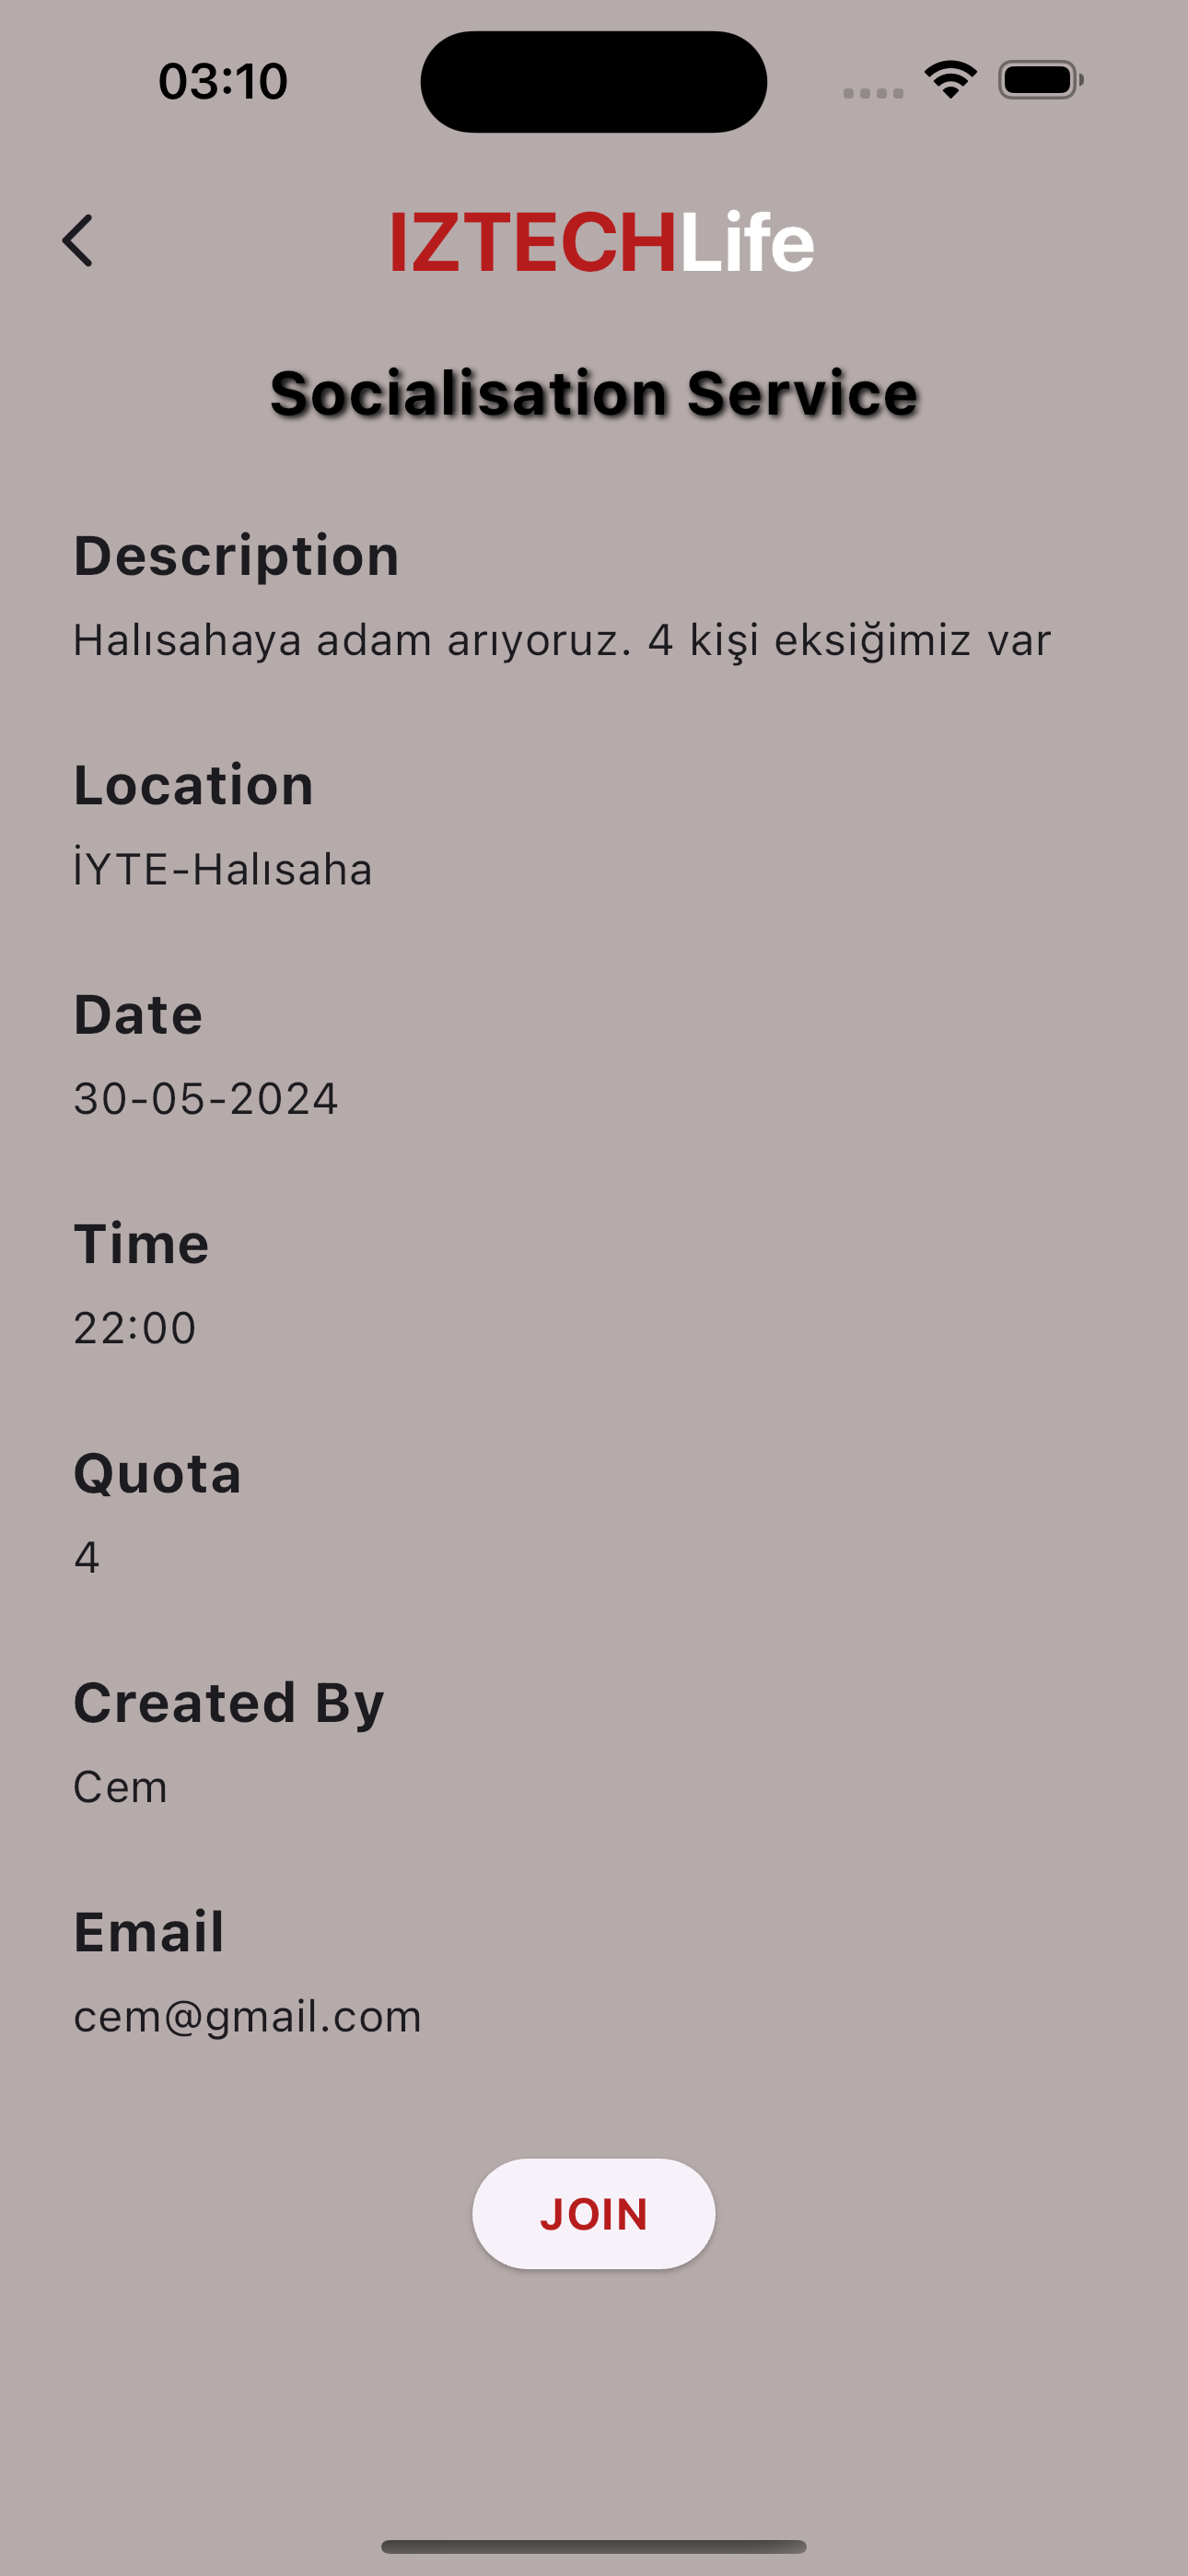 03:10
IZTECHLife
Socialisation Service
Description
Halısahaya adam arıyoruz. 4 kişi eksiğimiz var
Location
İYTE-Halısaha
Date
30-05-2024
Time
22:00
Quota
4
Created By
Cem
Email
cem@gmail.com
JOIN